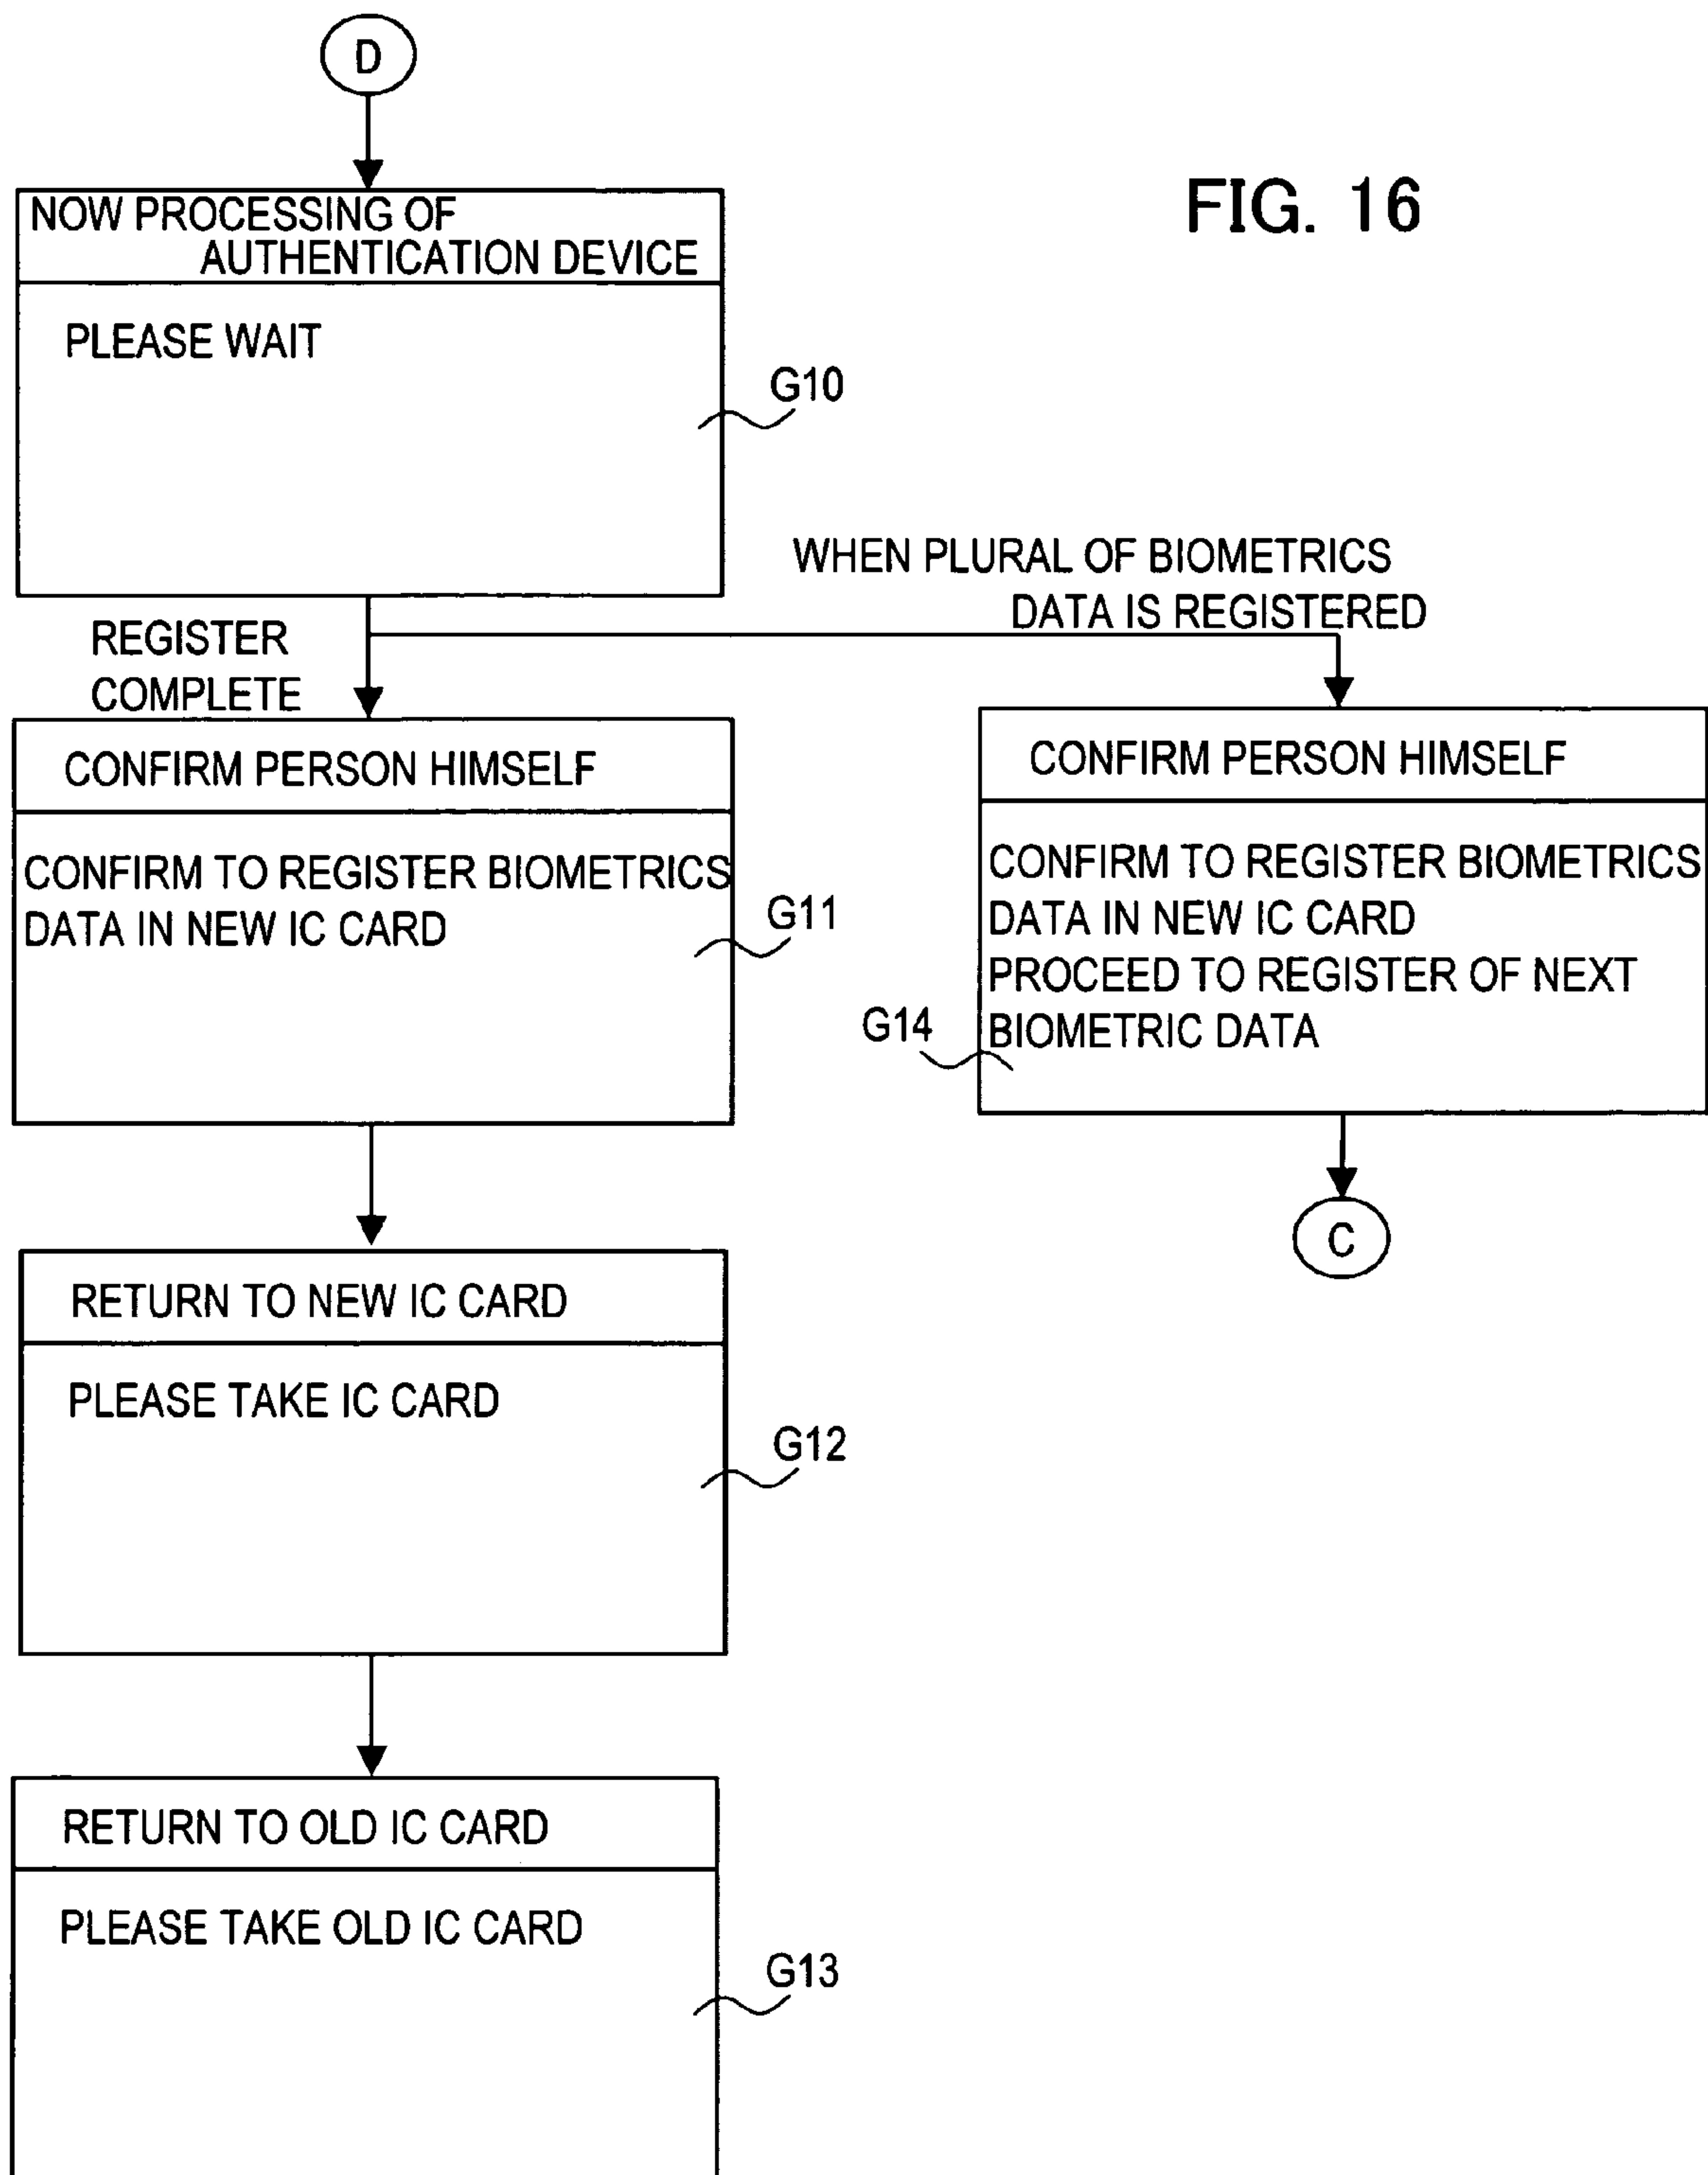 D
FIG. 16
NOW PROCESSING OF
AUTHENTICATION DEVICE
PLEASE WAIT
G10
WHEN PLURAL OF BIOMETRICS
DATA IS REGISTERED
REGISTER
COMPLETE
CONFIRM PERSON HIMSELF
CONFIRM TO REGISTER BIOMETRICS
DATA IN NEW IC CARD
G11
CONFIRM PERSON HIMSELF
CONFIRM TO REGISTER BIOMETRICS
DATA IN NEW IC CARD
PROCEED TO REGISTER OF NEXT
BIOMETRIC DATA
G14
C
RETURN TO NEW IC CARD
PLEASE TAKE IC CARD
G12
RETURN TO OLD IC CARD
PLEASE TAKE OLD IC CARD
G13